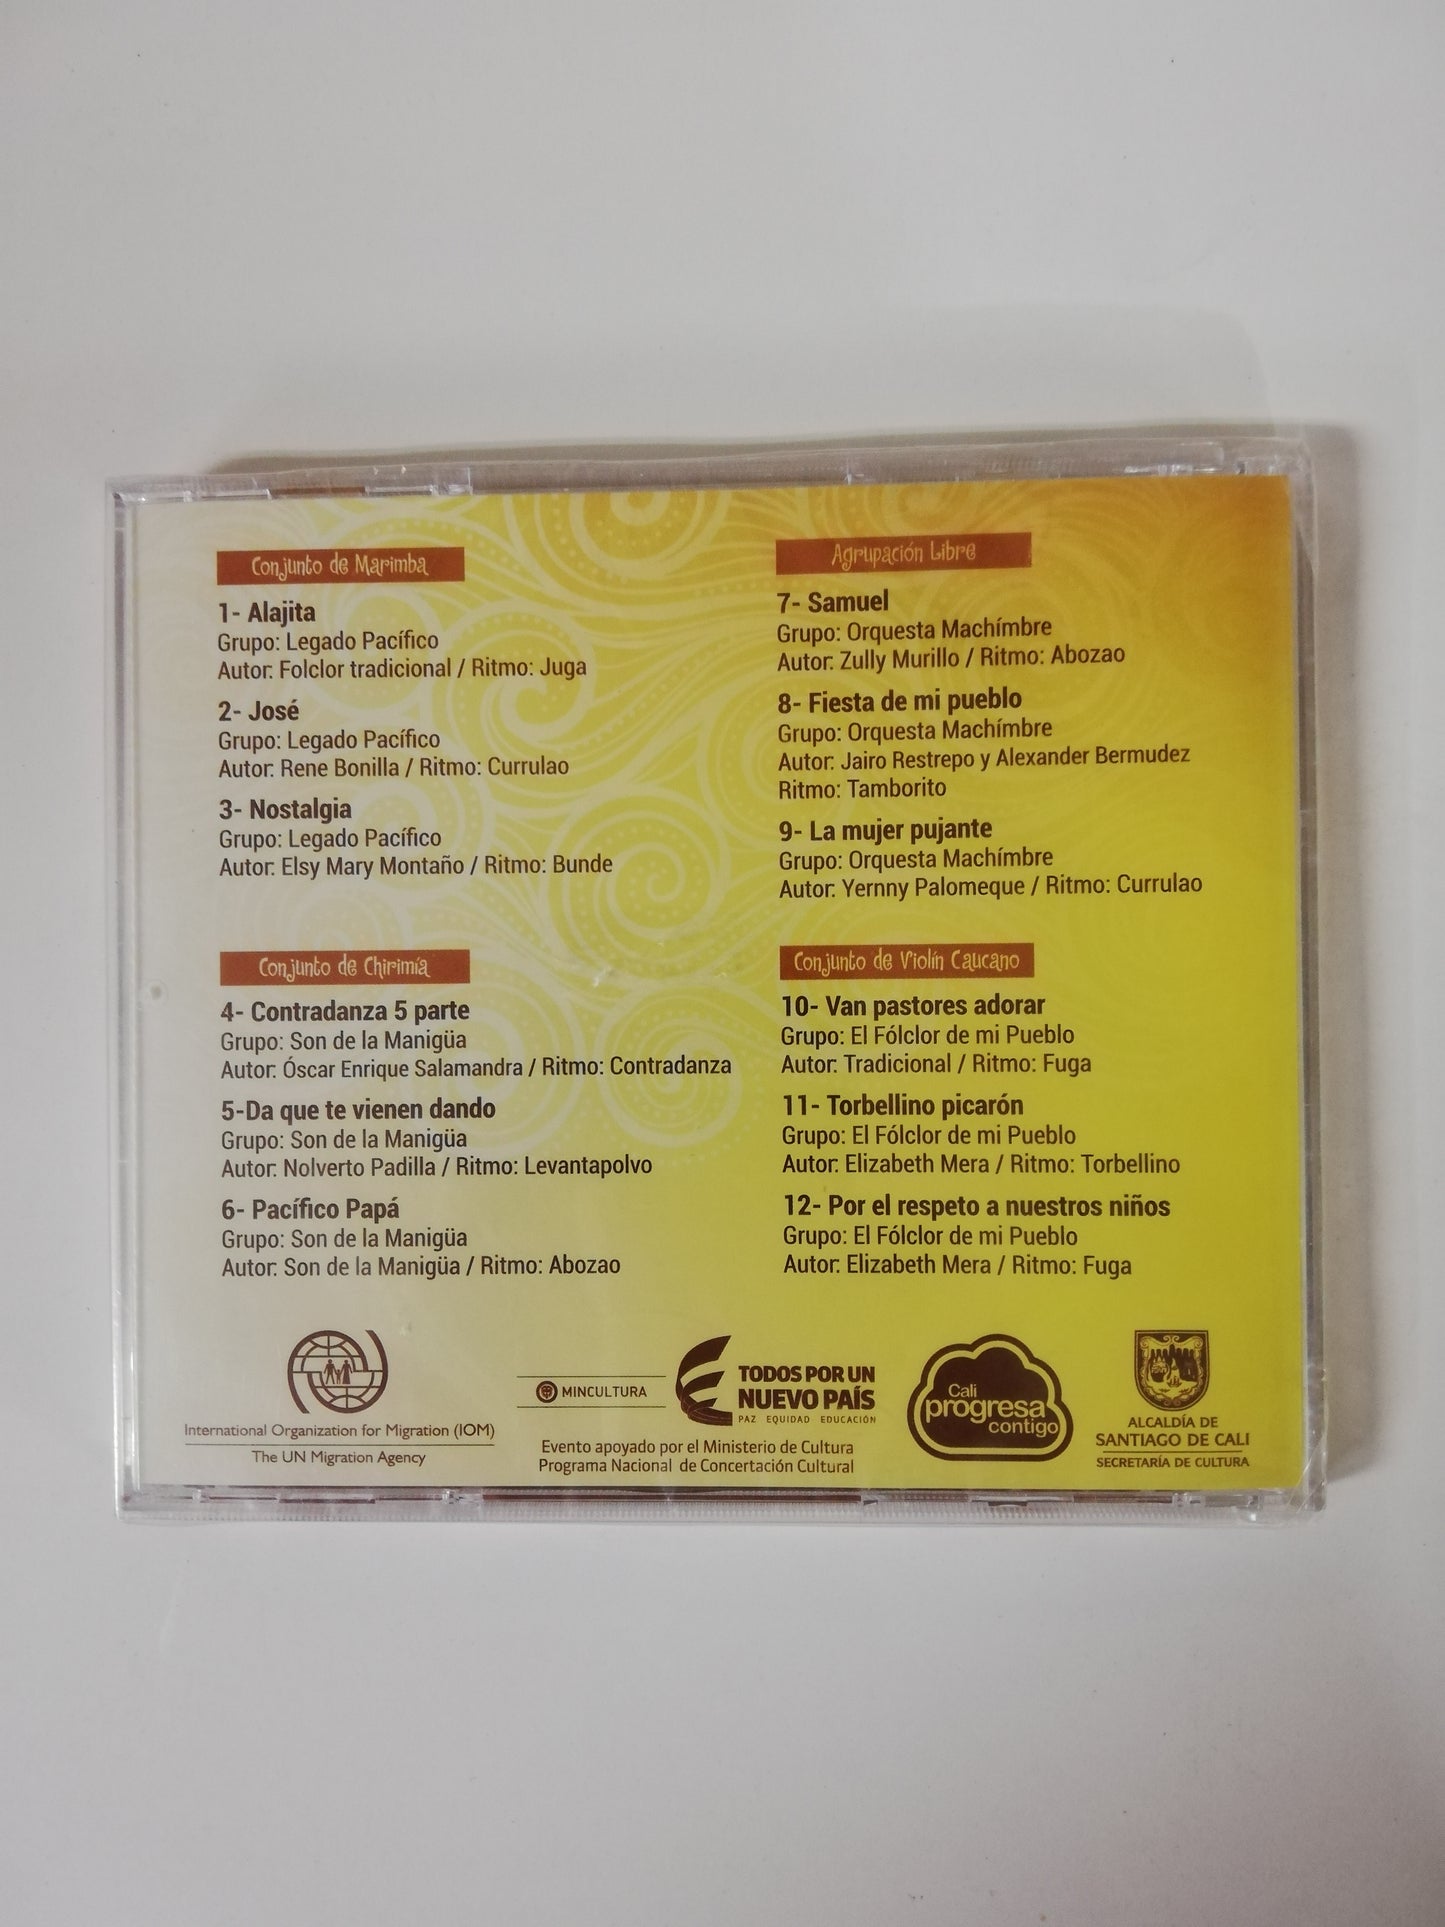 Conjunto de Marimba
1- Alajita
Grupo: Legado Pacífico
Autor: Folclor tradicional / Ritmo: Juga
2- José
Grupo: Legado Pacífico
Autor: Rene Bonilla / Ritmo: Currulao
3- Nostalgia
Grupo: Legado Pacífico
Autor: Elsy Mary Montaño / Ritmo: Bunde
Conjunto de Chirimía
4- Contradanza 5 parte
Grupo: Son de la Manigüa
Autor: Óscar Enrique Salamandra / Ritmo: Contradanza
5-Da que te vienen dando
Grupo: Son de la Manigüa
Autor: Nolverto Padilla / Ritmo: Levantapolvo
6- Pacífico Papá
Grupo: Son de la Manigüa
Autor: Son de la Manigüa / Ritmo: Abozao
Agrupación Libre
7- Samuel
Grupo: Orquesta Machímbre
Autor: Zully Murillo / Ritmo: Abozao
8- Fiesta de mi pueblo
Grupo: Orquesta Machímbre
Autor: Jairo Restrepo y Alexander Bermudez
Ritmo: Tamborito
9- La mujer pujante
Grupo: Orquesta Machímbre
Autor: Yernny Palomeque / Ritmo: Currulao
Conjunto de Violín Caucano
10- Van pastores adorar
Grupo: El Fólclor de mi Pueblo
Autor: Tradicional / Ritmo: Fuga
11- Torbellino picarón
Grupo: El Fólclor de mi Pueblo
Autor: Elizabeth Mera / Ritmo: Torbellino
12- Por el respeto a nuestros niños
Grupo: El Fólclor de mi Pueblo
Autor: Elizabeth Mera / Ritmo: Fuga
International Organization for Migration (IOM)
The UN Migration Agency
MINCULTURA
TODOS POR UN
NUEVO PAÍS
PAZ EQUIDAD EDUCACIÓN
Evento apoyado por el Ministerio de Cultura
Programa Nacional de Concertación Cultural
Cali
progresa
contigo
ALCALDÍA DE
SANTIAGO DE CALI
SECRETARÍA DE CULTURA